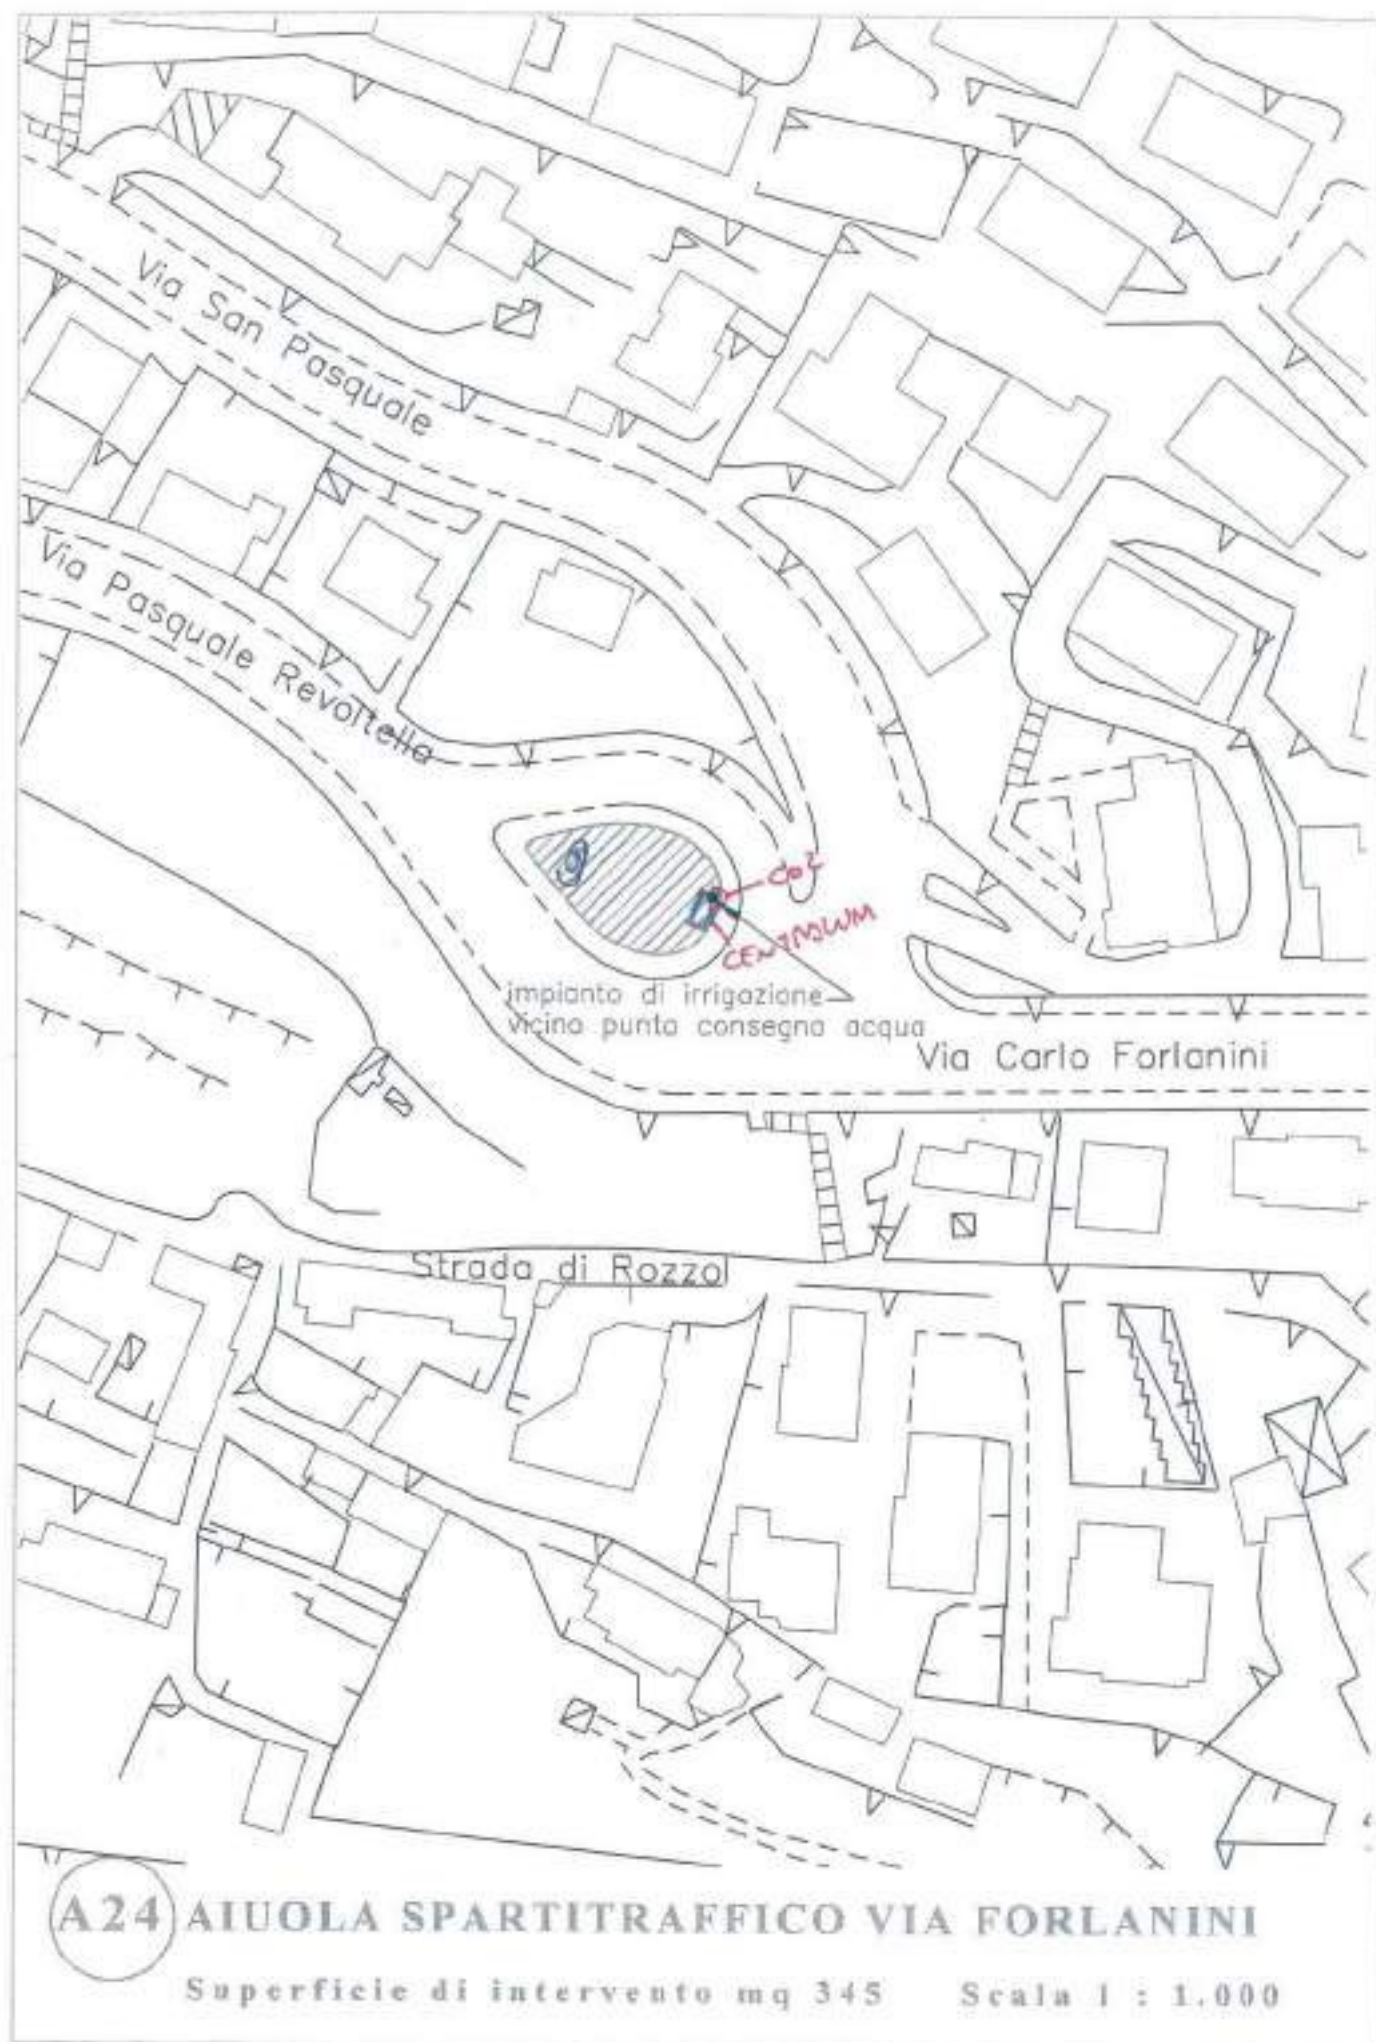 Via San Pasquale
Via Pasquale Revoltella
9
impianto di irrigazione
vicino punto consegna acqua
Via Carlo Forlanini
Strada di Rozzol
A24 AIUOLA SPARTITRAFFICO VIA FORLANINI
Superficie di intervento mq 345 Scala 1 : 1.000